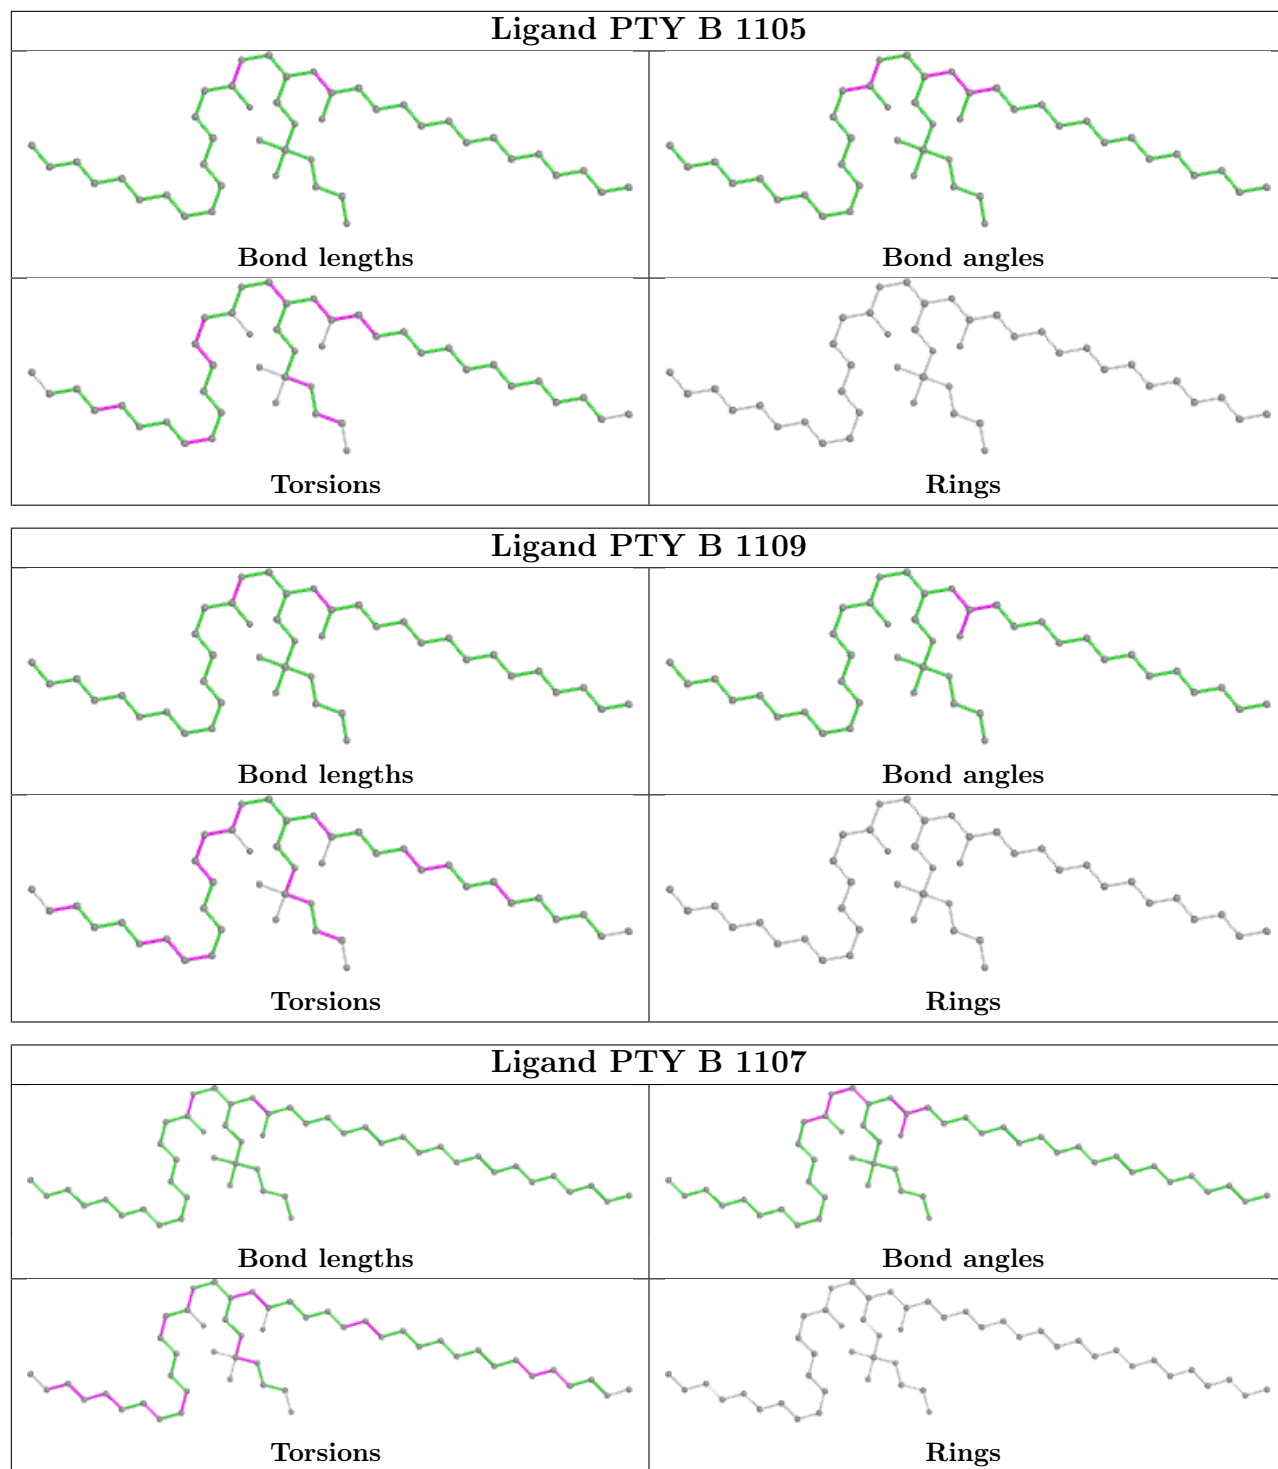 Ligand PTY B 1105
Bond lengths
Bond angles
Torsions
Rings
Ligand PTY B 1109
Bond lengths
Bond angles
Torsions
Rings
Ligand PTY B 1107
Bond lengths
Bond angles
Torsions
Rings